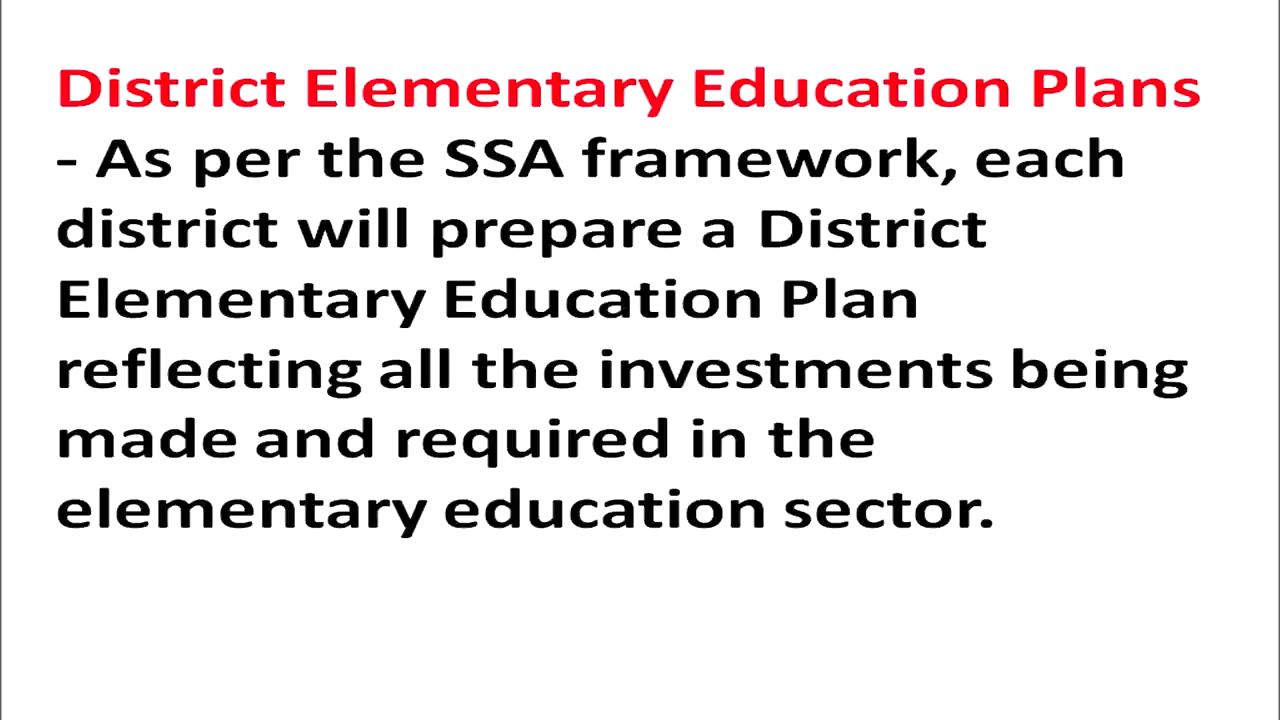 District Elementary Education Plans
- As per the SSA framework, each
district will prepare a District
Elementary Education Plan
reflecting all the investments being
made and required in the
elementary education sector.